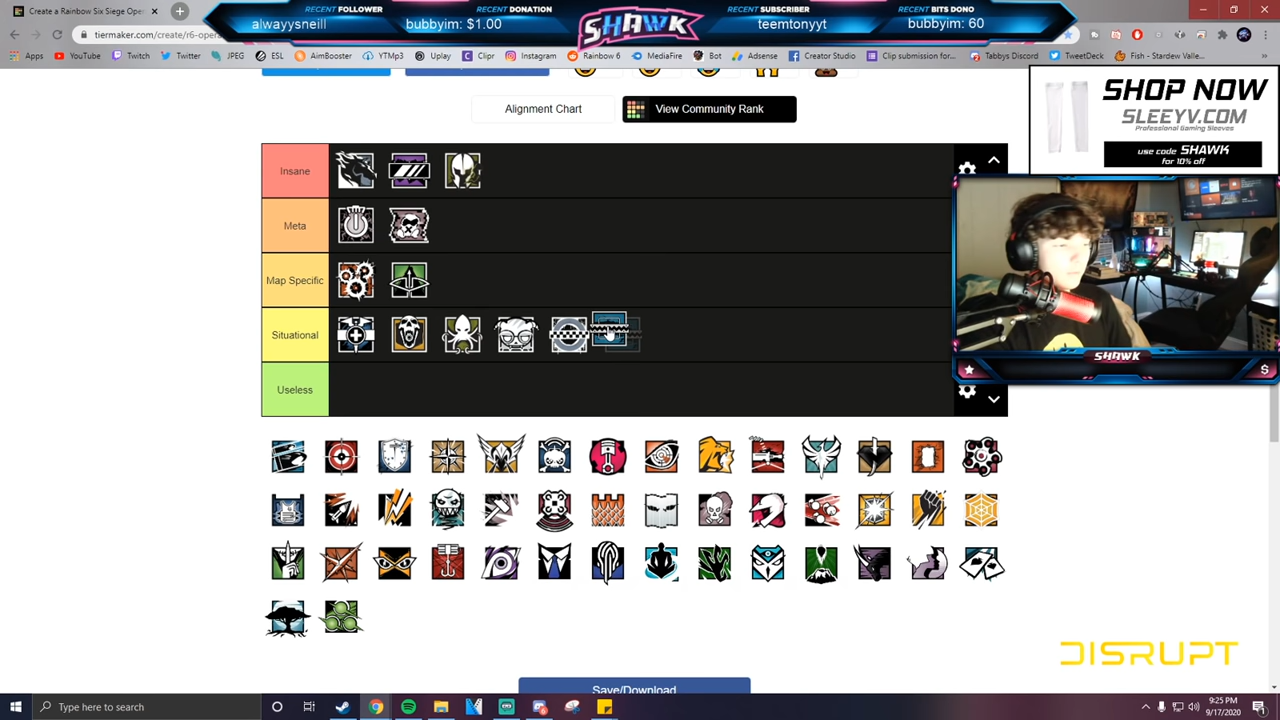 Create a Rainbow Six Siege Oper
RECENT FOLLOWER
alwayysneill
RECENT DONATION
bubbyim: $1.00
SHAWK
RECENT SUBSCRIBER
teemtonyyt
RECENT BITS DONO
bubbyim: 60
tiermaker.com/create/r6-opera
Apps
YouTube
Twitch
JPEG
ESL
AimBooster
YTMp3
Uplay
Clipr
Instagram
Rainbow 6
MediaFire
Bot
Adsense
Creator Studio
Clip submission for...
Tabbys Discord
TweetDeck
Fish - Stardew Valle...
Alignment Chart
View Community Rank
SHOP NOW
SLEEYV.COM
Professional Gaming Sleeves
use code SHAWK
for 10% off
Insane
Meta
Map Specific
Situational
Useless
SHAWK
$
DISRUPT
Save/Download
Type here to search
9:25 PM
9/17/2020